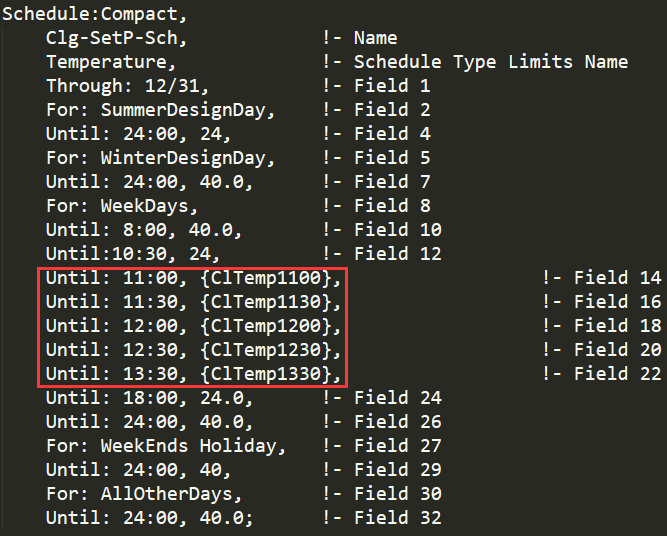 Schedule:Compact,
Clg-SetP-Sch, !- Name
Temperature, !- Schedule Type Limits Name
Through: 12/31, !- Field 1
For: SummerDesignDay, !- Field 2
Until: 24:00, 24, !- Field 4
For: WinterDesignDay, !- Field 5
Until: 24:00, 40.0, !- Field 7
For: WeekDays, !- Field 8
Until: 8:00, 40.0, !- Field 10
Until:10:30, 24, !- Field 12
Until: 11:00, {ClTemp1100}, !- Field 14
Until: 11:30, {ClTemp1130}, !- Field 16
Until: 12:00, {ClTemp1200}, !- Field 18
Until: 12:30, {ClTemp1230}, !- Field 20
Until: 13:30, {ClTemp1330}, !- Field 22
Until: 18:00, 24.0, !- Field 24
Until: 24:00, 40.0, !- Field 26
For: WeekEnds Holiday, !- Field 27
Until: 24:00, 40, !- Field 29
For: AllOtherDays, !- Field 30
Until: 24:00, 40.0; !- Field 32